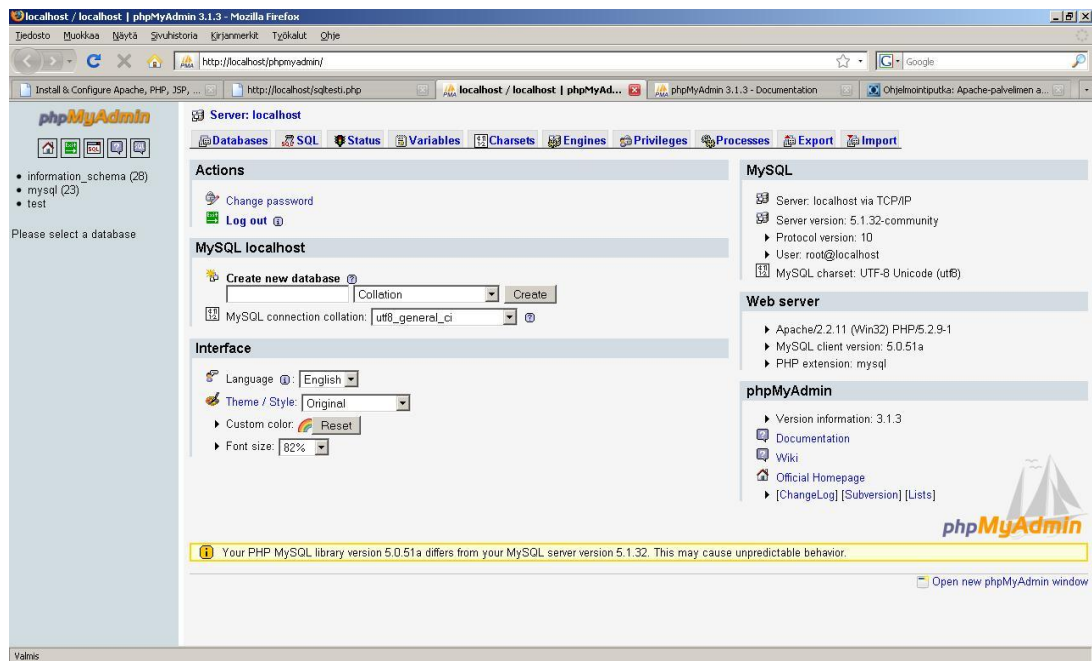 localhost / localhost | phpMyAdmin 3.1.3 - Mozilla Firefox
Tiedosto Muokkaa Näytä Sivuhistoria Kirjanmerkit Työkalut Ohje
http://localhost/phpmyadmin/
Google
Install & Configure Apache, PHP, JSP, ...
http://localhost/sqltesti.php
localhost / localhost | phpMyAd...
phpMyAdmin 3.1.3 - Documentation
Ohjelmointiputka: Apache-palvelimen a...
phpMyAdmin
information_schema (28)
mysql (23)
test
Please select a database
Server: localhost
Databases SQL Status Variables Charsets Engines Privileges Processes Export Import
Actions
Change password
Log out
MySQL localhost
Create new database
Collation Create
MySQL connection collation: utf8_general_ci
Interface
Language : English
Theme / Style: Original
Custom color: Reset
Font size: 82%
MySQL
Server: localhost via TCP/IP
Server version: 5.1.32-community
Protocol version: 10
User: root@localhost
MySQL charset: UTF-8 Unicode (utf8)
Web server
Apache/2.2.11 (Win32) PHP/5.2.9-1
MySQL client version: 5.0.51a
PHP extension: mysql
phpMyAdmin
Version information: 3.1.3
Documentation
Wiki
Official Homepage
[ChangeLog] [Subversion] [Lists]
phpMyAdmin
Your PHP MySQL library version 5.0.51a differs from your MySQL server version 5.1.32. This may cause unpredictable behavior.
Open new phpMyAdmin window
Valmis